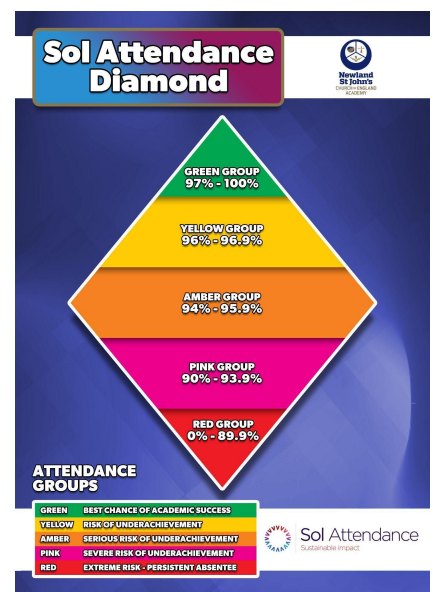 Sol Attendance
Diamond
Newland
St John's
CHURCH OF ENGLAND
ACADEMY
GREEN GROUP
97% - 100%
YELLOW GROUP
96% - 96.9%
AMBER GROUP
94% - 95.9%
PINK GROUP
90% - 93.9%
RED GROUP
0% - 89.9%
ATTENDANCE
GROUPS
GREEN BEST CHANCE OF ACADEMIC SUCCESS
YELLOW RISK OF UNDERACHIEVEMENT
AMBER SERIOUS RISK OF UNDERACHIEVEMENT
PINK SEVERE RISK OF UNDERACHIEVEMENT
RED EXTREME RISK - PERSISTENT ABSENTEE
Sol Attendance
Sustainable impact